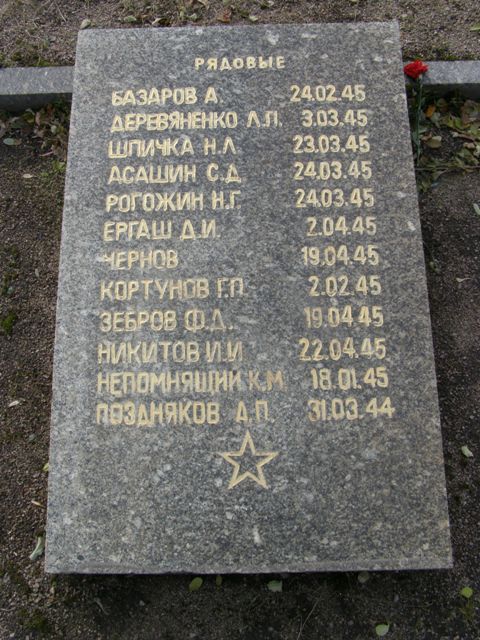 РЯДОВЫЕ
БАЗАРОВ А. 24.02.45
ДЕРЕВЯНЕНКО Л.П. 3.03.45
ШПИЧКА Н.Л 23.03.45
АСАШИН С.Д. 24.03.45
РОГОЖИН Н.Г. 24.03.45
ЕРГАШ Д.И. 2.04.45
ЧЕРНОВ 19.04.45
КОРТУНОВ Г.П. 2.02.45
ЗЕБРОВ Ф.Д. 19.04.45
НИКИТОВ И.И 22.04.45
НЕПОМНЯШИИ К.М 18.01.45
ПОЗДНЯКОВ Д.П. 31.03.44